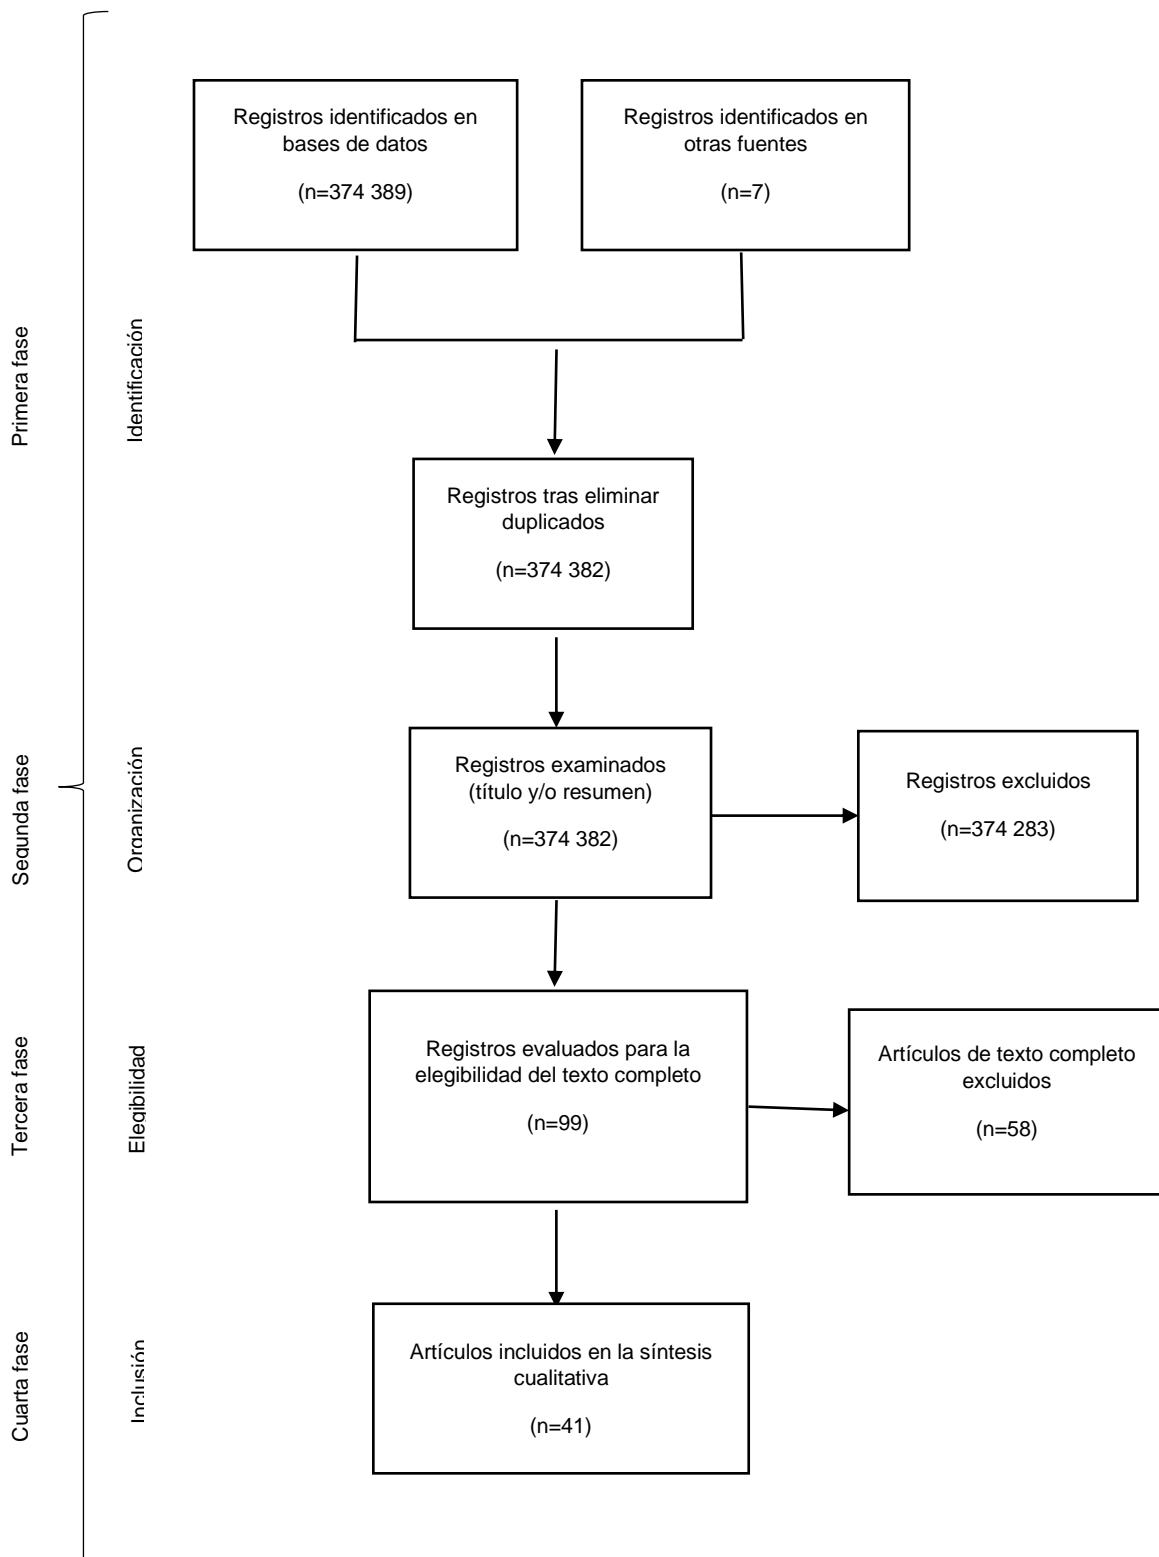 Primera fase
Identificación
Registros identificados en
bases de datos
(n=374 389)
Registros identificados en
otras fuentes
(n=7)
Registros tras eliminar
duplicados
(n=374 382)
Segunda fase
Organización
Registros examinados
(título y/o resumen)
(n=374 382)
Registros excluidos
(n=374 283)
Tercera fase
Elegibilidad
Registros evaluados para la
elegibilidad del texto completo
(n=99)
Artículos de texto completo
excluidos
(n=58)
Cuarta fase
Inclusión
Artículos incluidos en la síntesis
cualitativa
(n=41)